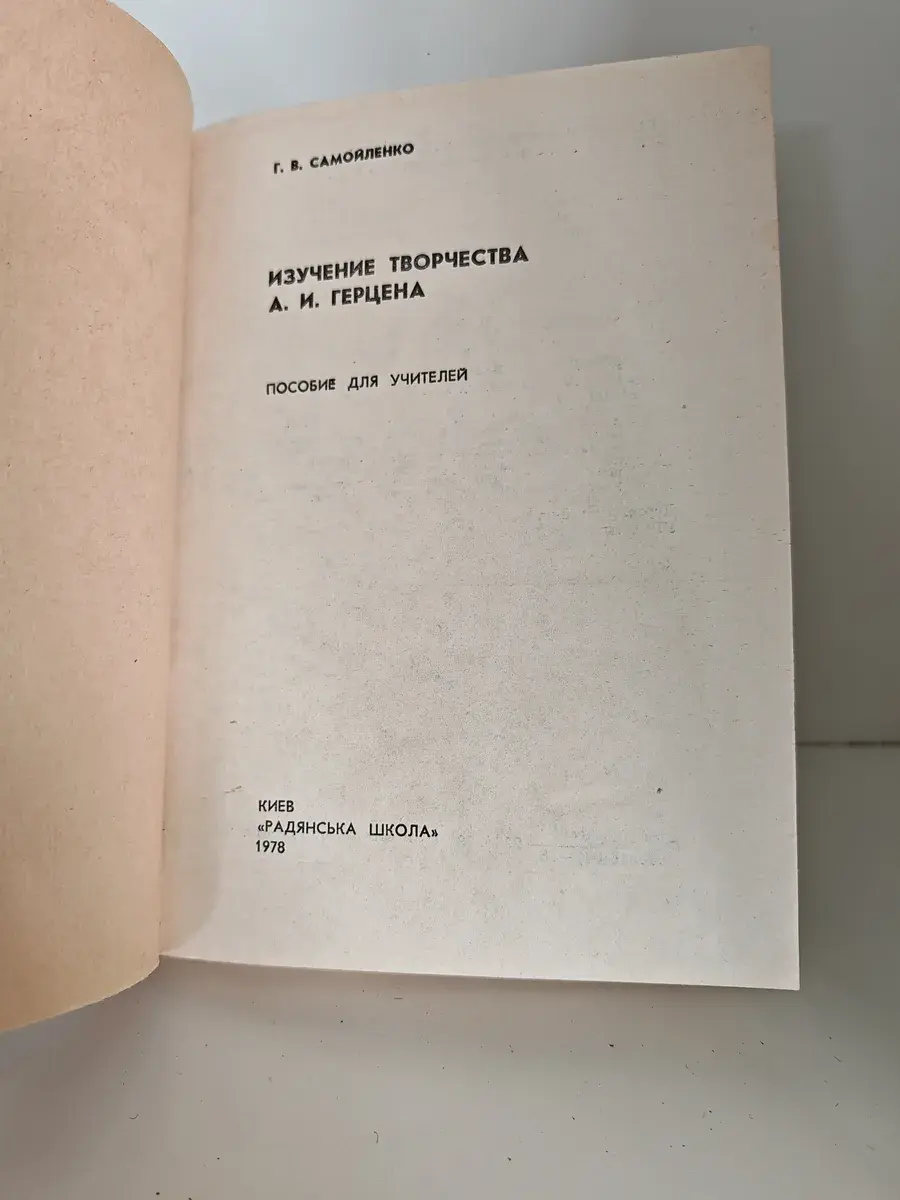 Г. В. САМОЙЛЕНКО
ИЗУЧЕНИЕ ТВОРЧЕСТВА
А. И. ГЕРЦЕНА
ПОСОБИЕ ДЛЯ УЧИТЕЛЕЙ
КИЕВ
«РАДЯНСЬКА ШКОЛА»
1978